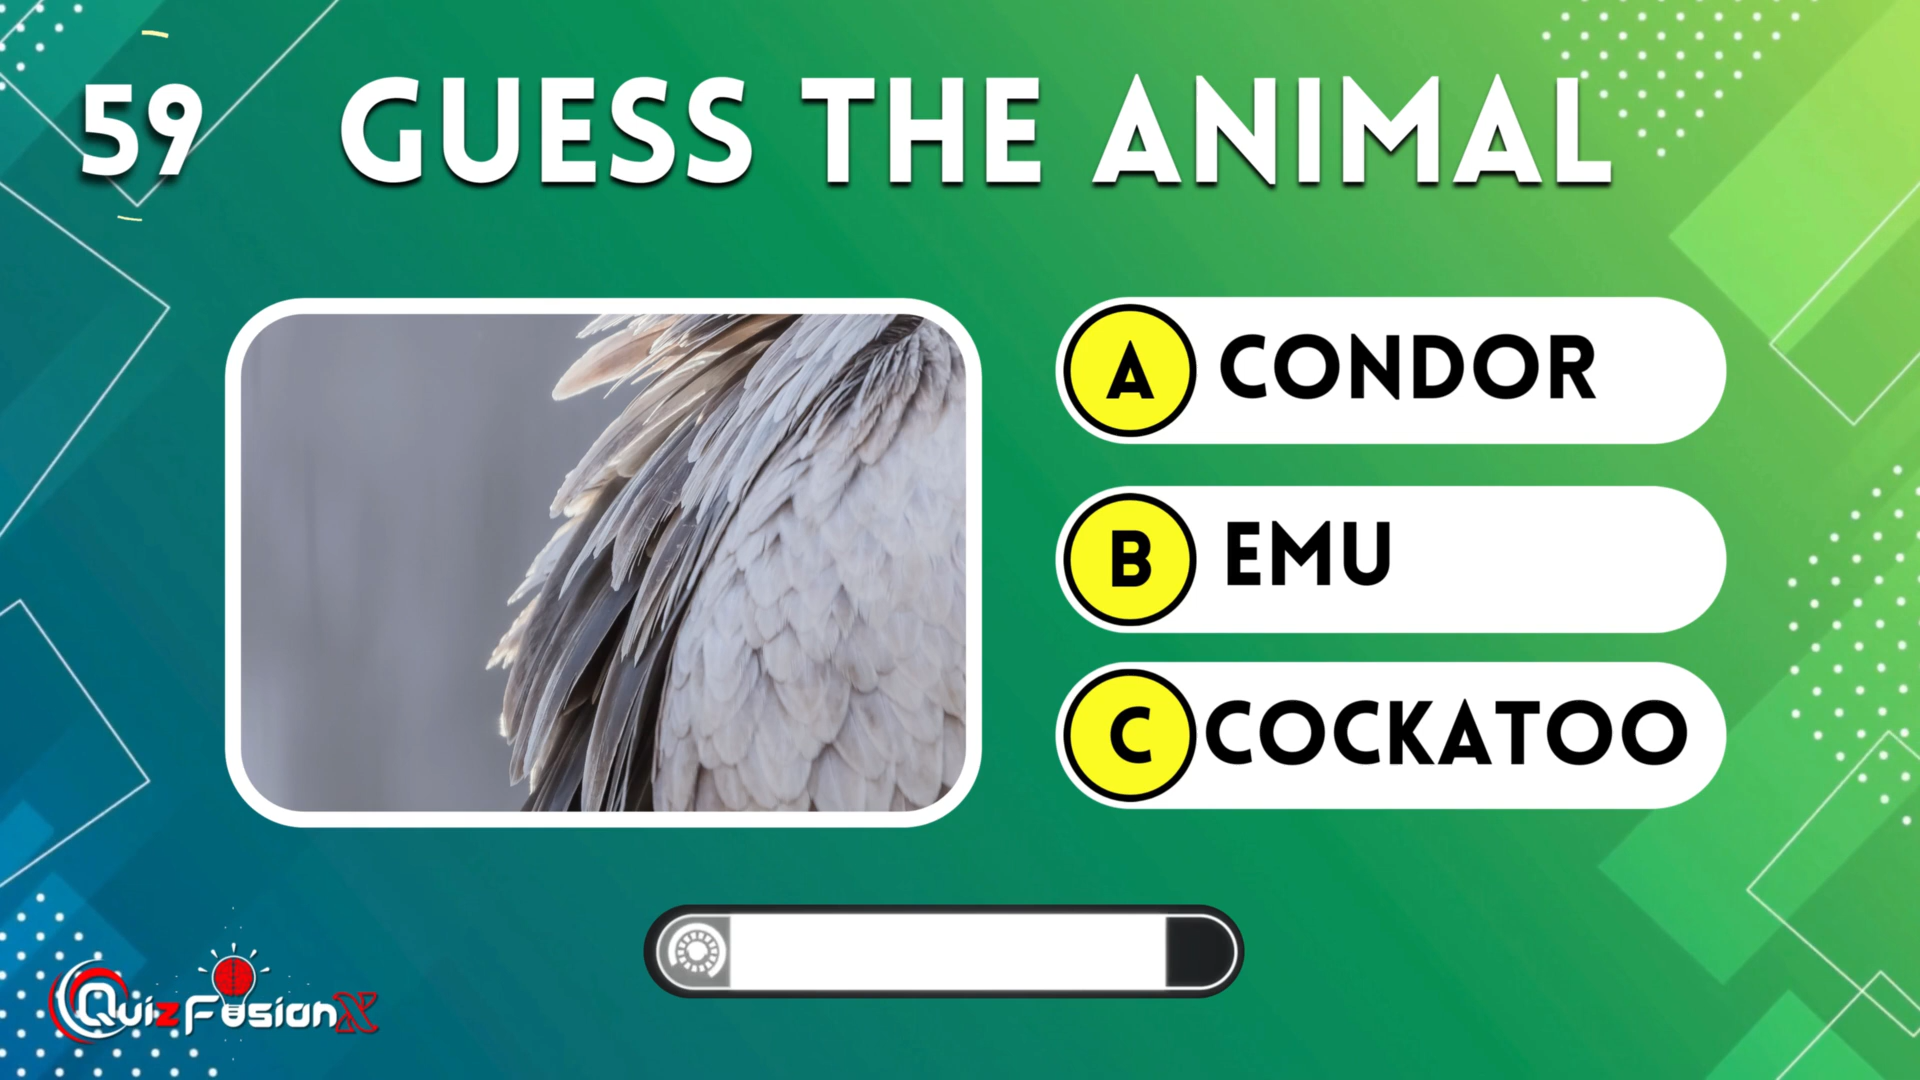 59 GUESS THE ANIMAL
A CONDOR
B EMU
C COCKATOO
QuizFusionX